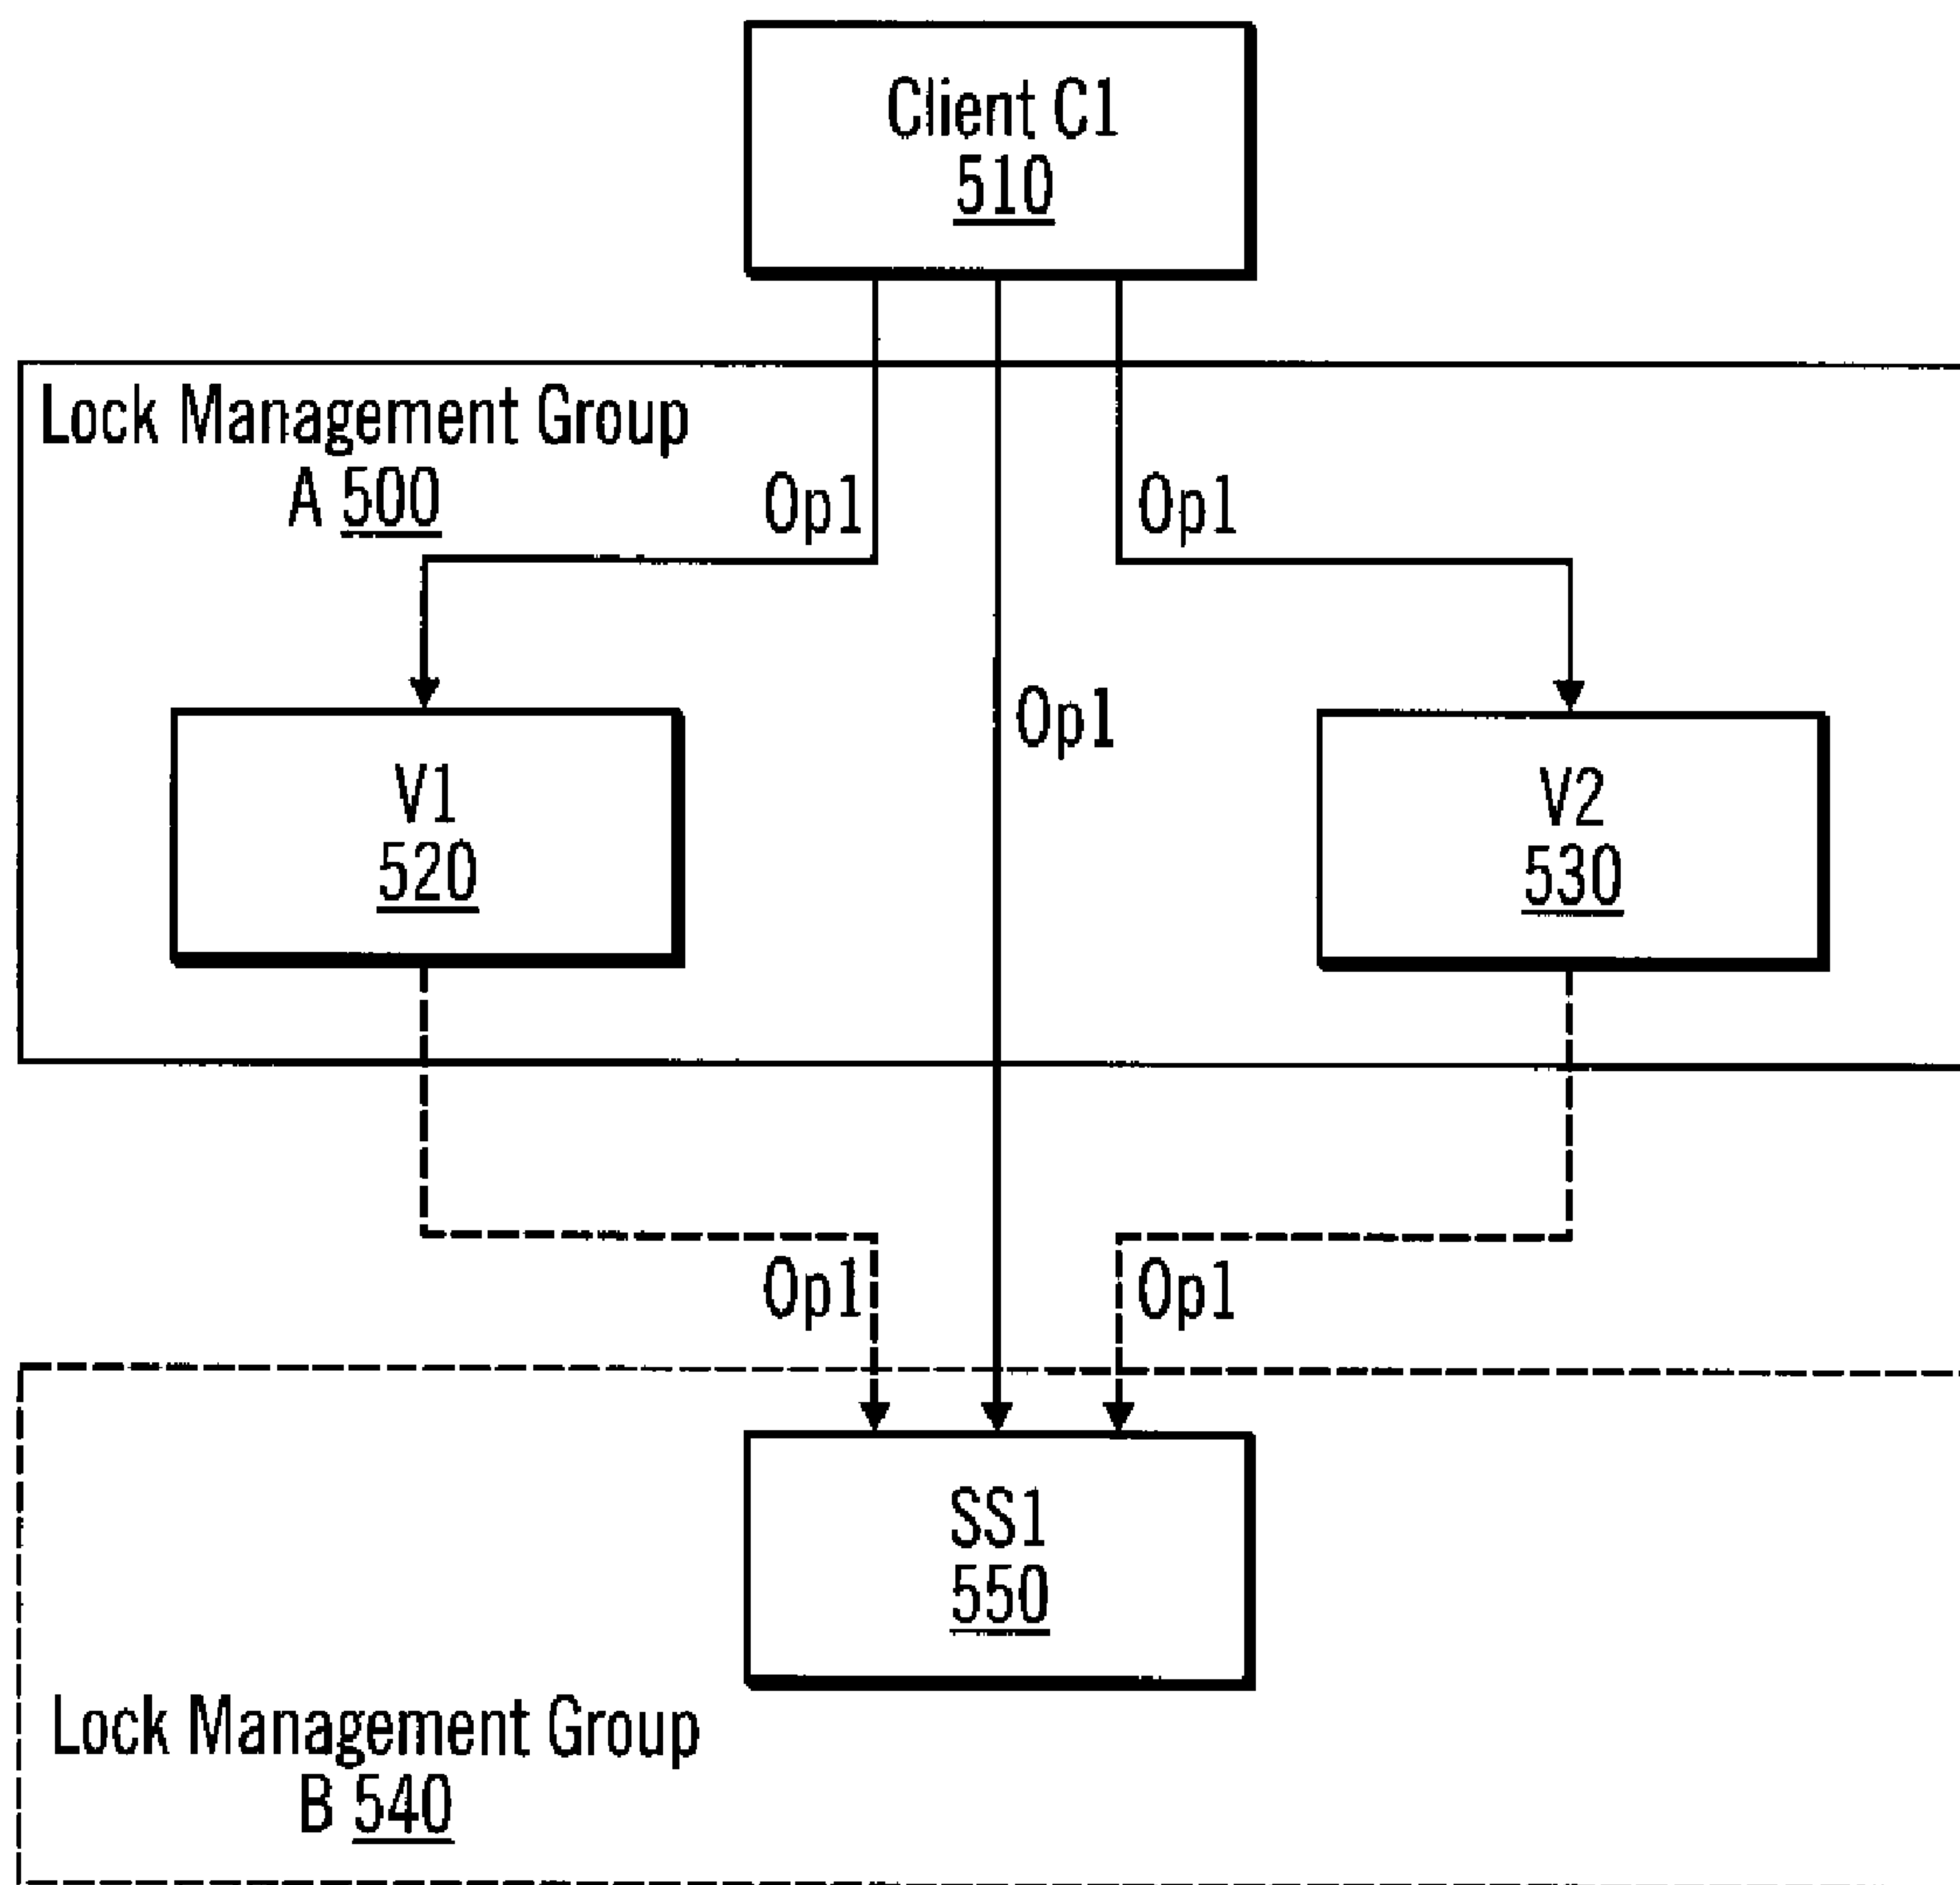 Client C1
510
Lock Management Group
A 500
Op1
Op1
Op1
V1
520
V2
530
Op1
Op1
SS1
550
Lock Management Group
B 540